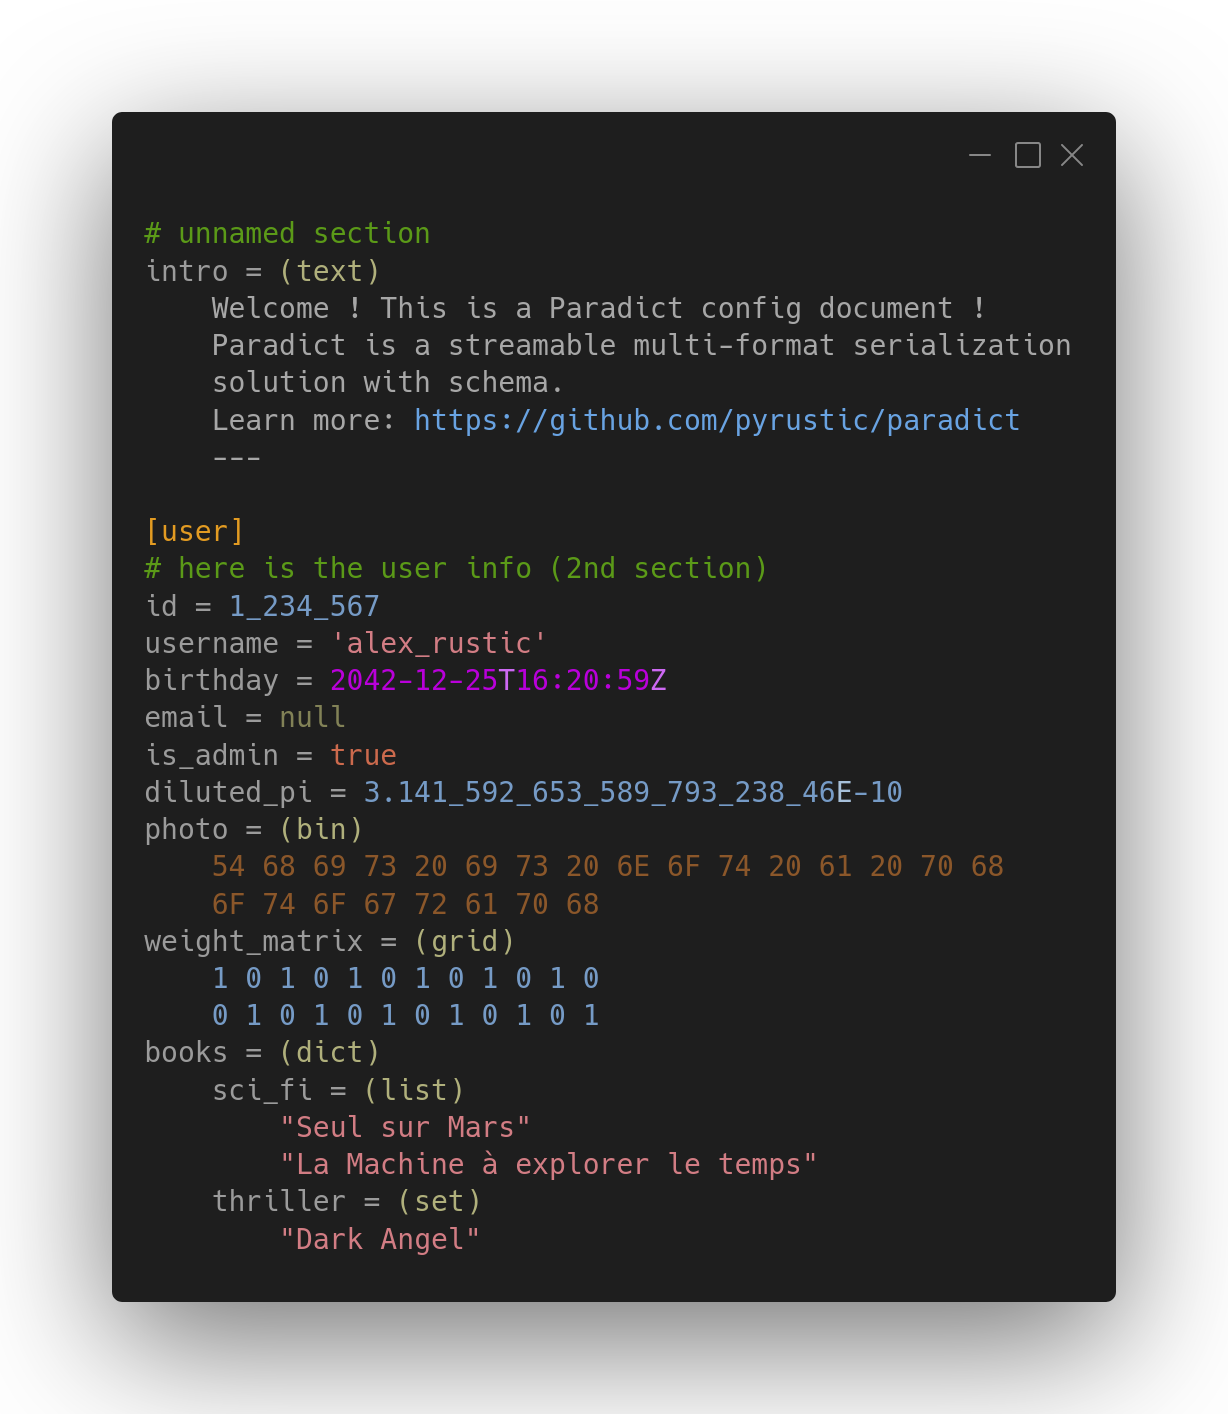 # unnamed section
intro = (text)
    Welcome ! This is a Paradict config document !
    Paradict is a streamable multi-format serialization
    solution with schema.
    Learn more: https://github.com/pyrustic/paradict
    ---

[user]
# here is the user info (2nd section)
id = 1_234_567
username = 'alex_rustic'
birthday = 2042-12-25T16:20:59Z
email = null
is_admin = true
diluted_pi = 3.141_592_653_589_793_238_46E-10
photo = (bin)
    54 68 69 73 20 69 73 20 6E 6F 74 20 61 20 70 68
    6F 74 6F 67 72 61 70 68
weight_matrix = (grid)
    1 0 1 0 1 0 1 0 1 0 1 0
    0 1 0 1 0 1 0 1 0 1 0 1
books = (dict)
    sci_fi = (list)
        "Seul sur Mars"
        "La Machine à explorer le temps"
    thriller = (set)
        "Dark Angel"